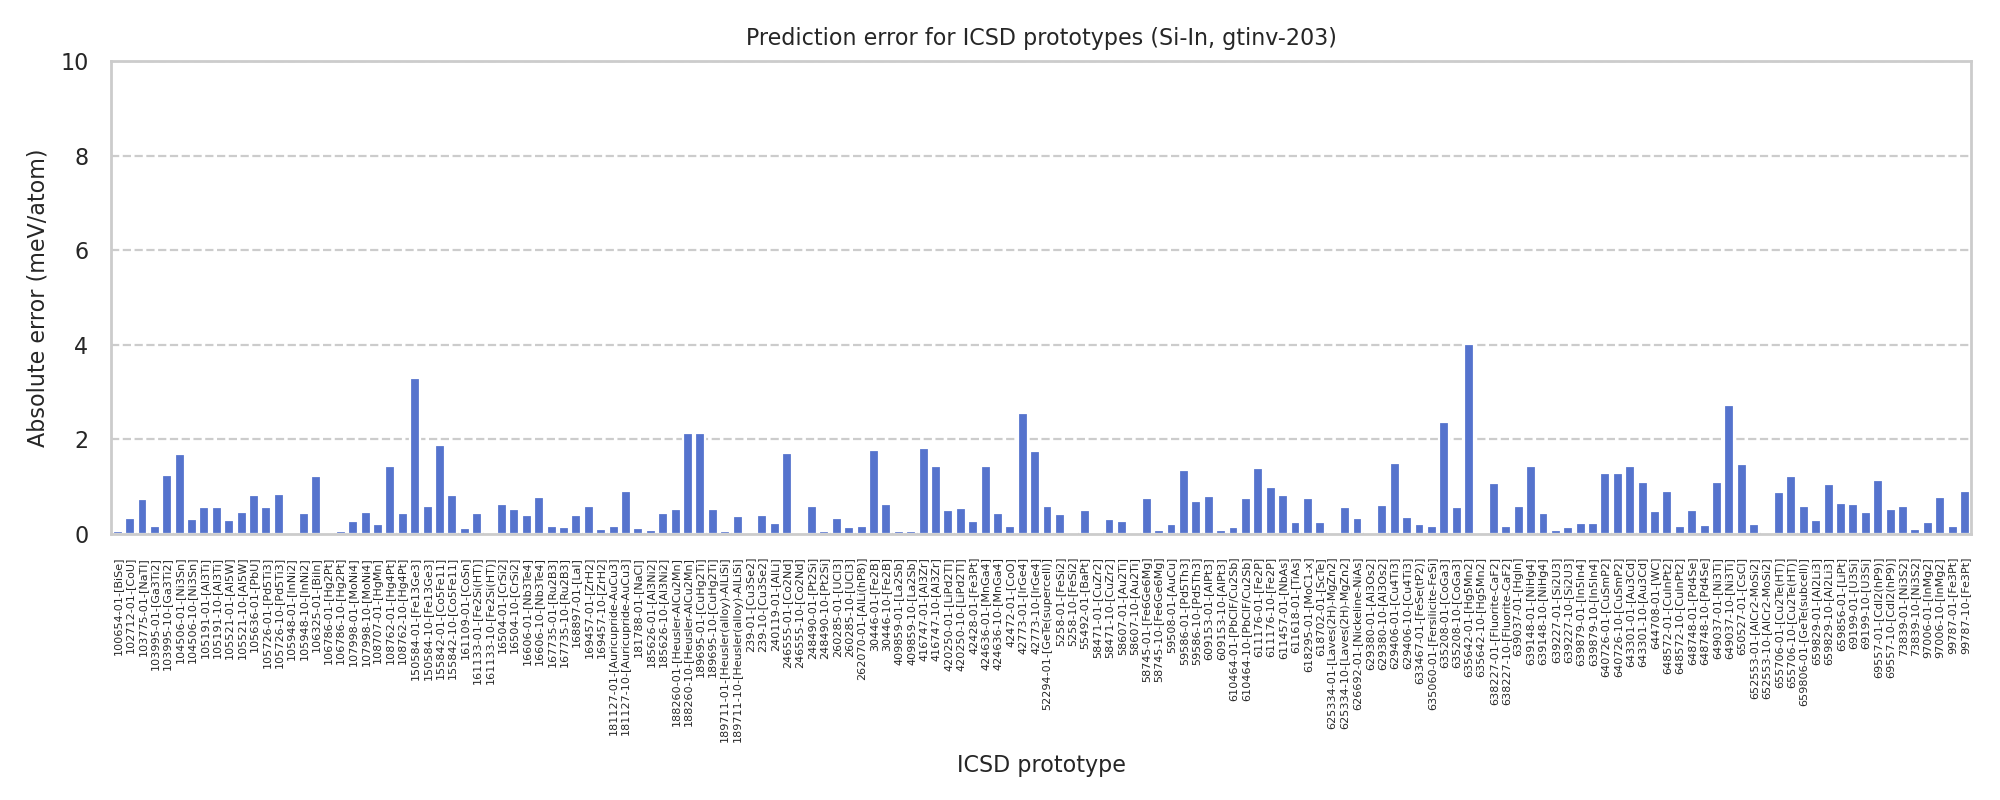 Prediction error for ICSD prototypes (Si-In, gtinv-203)
Absolute error (meV/atom)
10
8
6
4
2
0
100654-01-[BiSe]
102712-01-[CoU]
103775-01-[NaTl]
103995-01-[Ga3Ti2]
103995-10-[Ga3Ti2]
104506-01-[Ni3Sn]
104506-10-[Ni3Sn]
105191-01-[Al3Ti]
105191-10-[Al3Ti]
105521-01-[Al5W]
105521-10-[Al5W]
105636-01-[PbU]
105726-01-[Pd5Ti3]
105726-10-[Pd5Ti3]
105948-01-[InNi2]
105948-10-[InNi2]
106325-01-[BiIn]
106786-01-[Hg2Pt]
106786-10-[Hg2Pt]
107998-01-[MoNi4]
107998-10-[MoNi4]
108707-01-[HgMn]
108762-01-[Hg4Pt]
108762-10-[Hg4Pt]
150584-01-[Fe13Ge3]
150584-10-[Fe13Ge3]
155842-01-[Co5Fe11]
155842-10-[Co5Fe11]
161109-01-[CoSn]
161133-01-[Fe2Si(HT)]
161133-10-[Fe2Si(HT)]
16504-01-[CrSi2]
16504-10-[CrSi2]
16606-01-[Nb3Te4]
16606-10-[Nb3Te4]
167735-01-[Ru2B3]
167735-10-[Ru2B3]
168897-01-[LaI]
169457-01-[ZrH2]
169457-10-[ZrH2]
181127-01-[Auricupride-AuCu3]
181127-10-[Auricupride-AuCu3]
181788-01-[NaCl]
185626-01-[Al3Ni2]
185626-10-[Al3Ni2]
188260-01-[Heusler-AlCu2Mn]
188260-10-[Heusler-AlCu2Mn]
189695-01-[CuHg2Ti]
189695-10-[CuHg2Ti]
189711-01-[Heusler(alloy)-AlLiSi]
189711-10-[Heusler(alloy)-AlLiSi]
239-01-[Cu3Se2]
239-10-[Cu3Se2]
240119-01-[AlLi]
246555-01-[Co2Nd]
246555-10-[Co2Nd]
248490-01-[Pt2Si]
248490-10-[Pt2Si]
260285-01-[UCl3]
260285-10-[UCl3]
262070-01-[AlLi(hP8)]
30446-01-[Fe2B]
30446-10-[Fe2B]
409859-01-[La2Sb]
409859-10-[La2Sb]
416747-01-[Al3Zr]
416747-10-[Al3Zr]
420250-01-[LiPd2Tl]
420250-10-[LiPd2Tl]
42428-01-[Fe3Pt]
424636-01-[MnGa4]
424636-10-[MnGa4]
42472-01-[CoO]
42773-01-[IrGe4]
42773-10-[IrGe4]
52294-01-[GeTe(supercell)]
5258-01-[FeSi2]
5258-10-[FeSi2]
55492-01-[BaPt]
58471-01-[CuZr2]
58471-10-[CuZr2]
58607-01-[Au2Ti]
58607-10-[Au2Ti]
58745-01-[Fe6Ge6Mg]
58745-10-[Fe6Ge6Mg]
59508-01-[AuCu]
59586-01-[Pd5Th3]
59586-10-[Pd5Th3]
609153-01-[AlPt3]
609153-10-[AlPt3]
610464-01-[PbClF/Cu2Sb]
610464-10-[PbClF/Cu2Sb]
611176-01-[Fe2P]
611176-10-[Fe2P]
611457-01-[NbAs]
611618-01-[TiAs]
618295-01-[MoC1-x]
618702-01-[ScTe]
625334-01-[Laves(2H)-MgZn2]
625334-10-[Laves(2H)-MgZn2]
626692-01-[Nickeline-NiAs]
629380-01-[Al3Os2]
629380-10-[Al3Os2]
629406-01-[Cu4Ti3]
629406-10-[Cu4Ti3]
633467-01-[FeSe(tP2)]
635060-01-[Fersilicite-FeSi]
635208-01-[CoGa3]
635208-10-[CoGa3]
635642-01-[Hg5Mn2]
635642-10-[Hg5Mn2]
638227-01-[Fluorite-CaF2]
638227-10-[Fluorite-CaF2]
639037-01-[HgIn]
639148-01-[NiHg4]
639148-10-[NiHg4]
639227-01-[Si2U3]
639227-10-[Si2U3]
639879-01-[In5In4]
639879-10-[In5In4]
640726-01-[CuSmP2]
640726-10-[CuSmP2]
643301-01-[Au3Cd]
643301-10-[Au3Cd]
644708-01-[WC]
648572-01-[CuInPt2]
648572-10-[CuInPt2]
648748-01-[Pd4Se]
648748-10-[Pd4Se]
649037-01-[Ni3Ti]
649037-10-[Ni3Ti]
650527-01-[CsCl]
652553-01-[AlCr2-MoSi2]
652553-10-[AlCr2-MoSi2]
655706-01-[Cu2Te(HT)]
655706-10-[Cu2Te(HT)]
659806-01-[GeTe(subcell)]
659829-01-[Al2Li3]
659829-10-[Al2Li3]
659856-01-[LiPt]
69199-01-[U3Si]
69199-10-[U3Si]
69557-01-[CdI2(hP9)]
69557-10-[CdI2(hP9)]
73839-01-[Ni3S2]
73839-10-[Ni3S2]
97006-01-[InMg2]
97006-10-[InMg2]
99787-01-[Fe3Pt]
99787-10-[Fe3Pt]
ICSD prototype